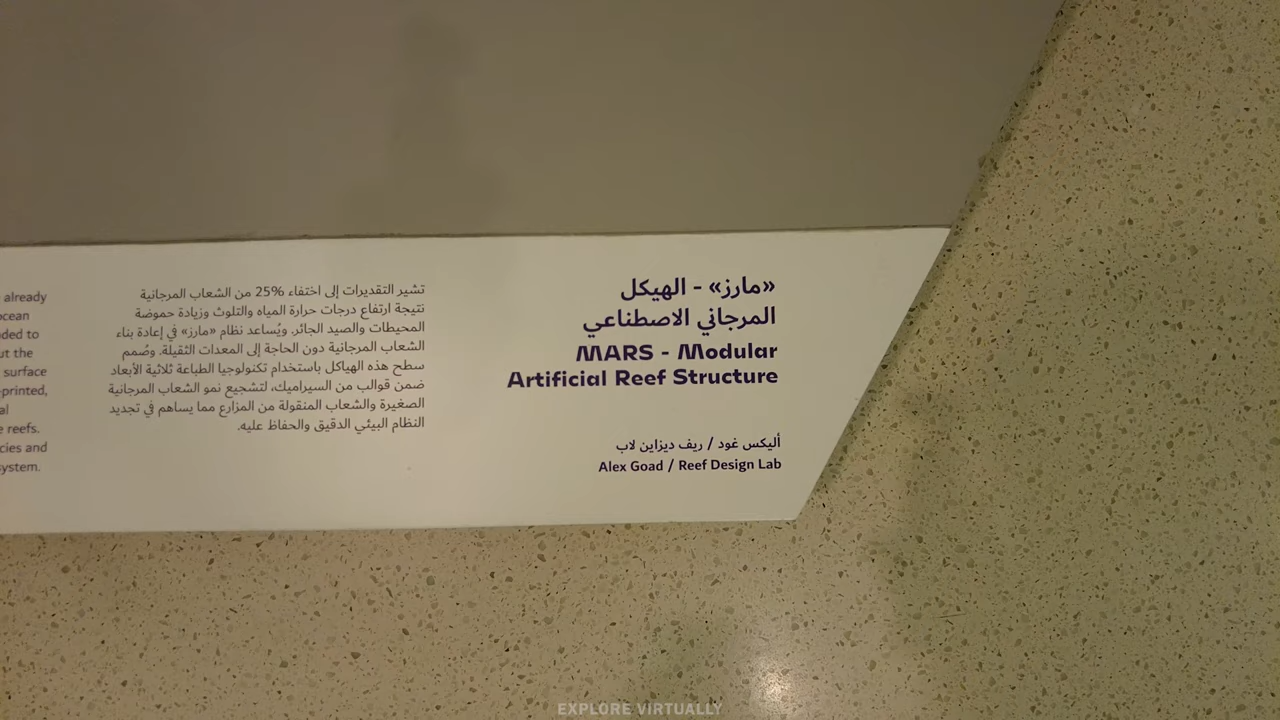 «مارز» - الهيكل
المرجاني الاصطناعي
MARS - Modular
Artificial Reef Structure
أليكس غود / ريف ديزاين لاب
Alex Goad / Reef Design Lab
تشير التقديرات إلى اختفاء 25% من الشعاب المرجانية
نتيجة ارتفاع درجات حرارة المياه والتلوث وزيادة حموضة
المحيطات والصيد الجائر. ويُساعد نظام «مارز» في إعادة بناء
الشعاب المرجانية دون الحاجة إلى المعدات الثقيلة. وصُمم
سطح هذه الهياكل باستخدام تكنولوجيا الطباعة ثلاثية الأبعاد
ضمن قوالب من السيراميك، لتشجيع نمو الشعاب المرجانية
الصغيرة والشعاب المنقولة من المزارع مما يساهم في تجديد
النظام البيئي الدقيق والحفاظ عليه.
already
ocean
ded to
ut the
surface
-printed,
al
e reefs.
cies and
system.
EXPLORE VIRTUALLY